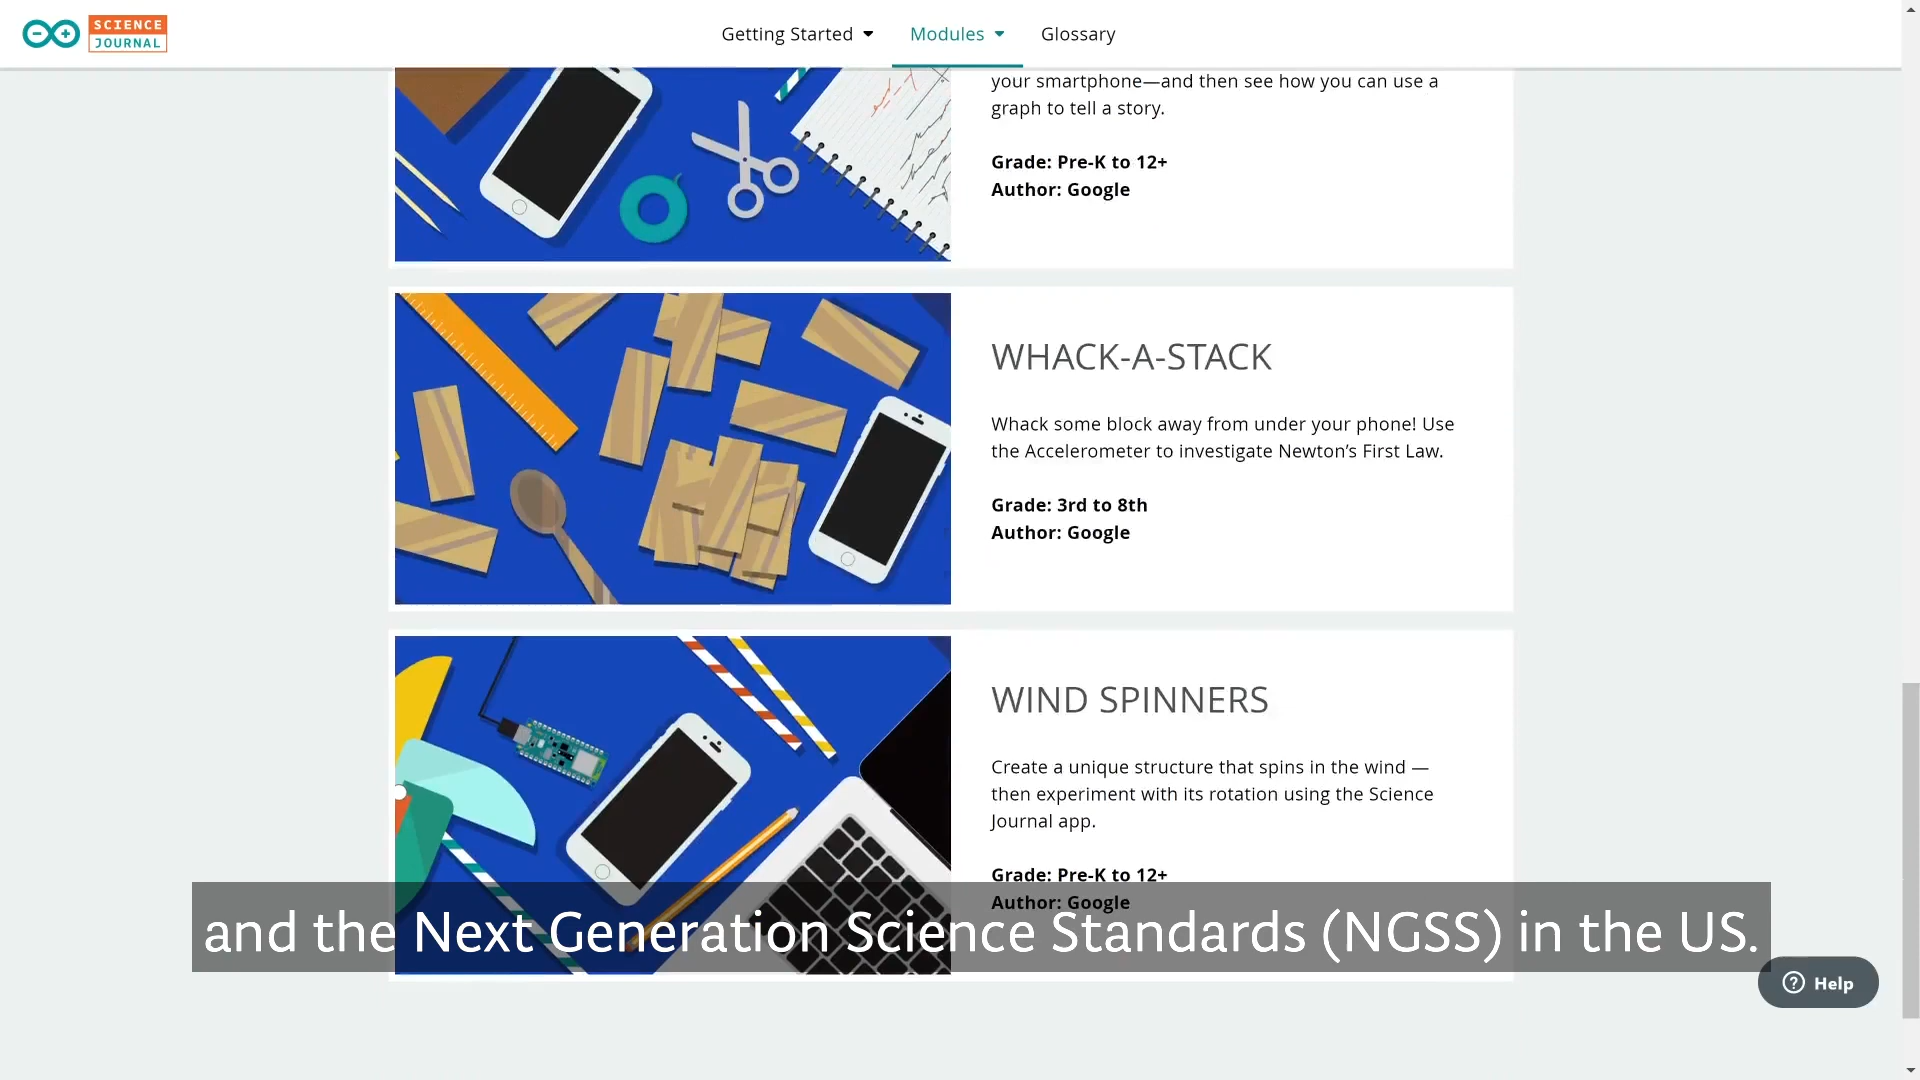 SCIENCE
JOURNAL
Getting Started
Modules
Glossary
your smartphone—and then see how you can use a
graph to tell a story.
Grade: Pre-K to 12+
Author: Google
WHACK-A-STACK
Whack some block away from under your phone! Use
the Accelerometer to investigate Newton’s First Law.
Grade: 3rd to 8th
Author: Google
WIND SPINNERS
Create a unique structure that spins in the wind —
then experiment with its rotation using the Science
Journal app.
Grade: Pre-K to 12+
Author: Google
and the Next Generation Science Standards (NGSS) in the US.
Help